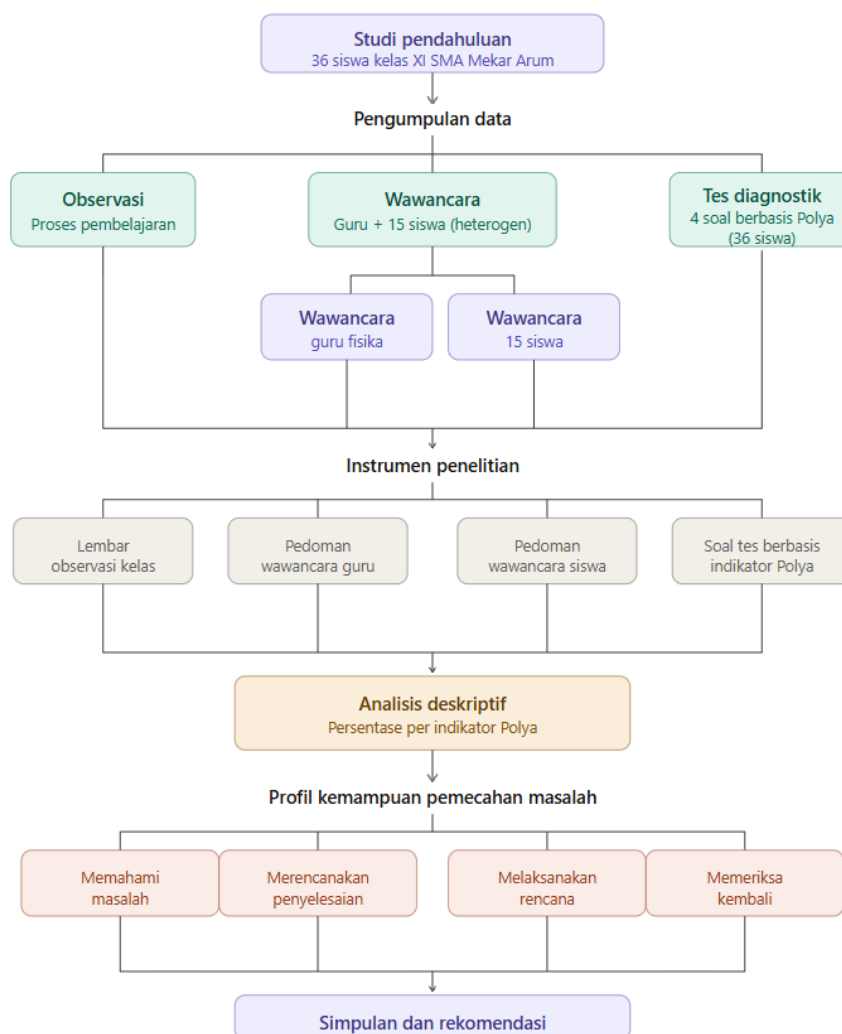 Studi pendahuluan
36 siswa kelas XI SMA Mekar Arum
Pengumpulan data
Observasi
Proses pembelajaran
Wawancara
Guru + 15 siswa (heterogen)
Tes diagnostik
4 soal berbasis Polya
(36 siswa)
Wawancara
guru fisika
Wawancara
15 siswa
Instrumen penelitian
Lembar
observasi kelas
Pedoman
wawancara guru
Pedoman
wawancara siswa
Soal tes berbasis
indikator Polya
Analisis deskriptif
Persentase per indikator Polya
Profil kemampuan pemecahan masalah
Memahami
masalah
Merencanakan
penyelesaian
Melaksanakan
rencana
Memeriksa
kembali
Simpulan dan rekomendasi